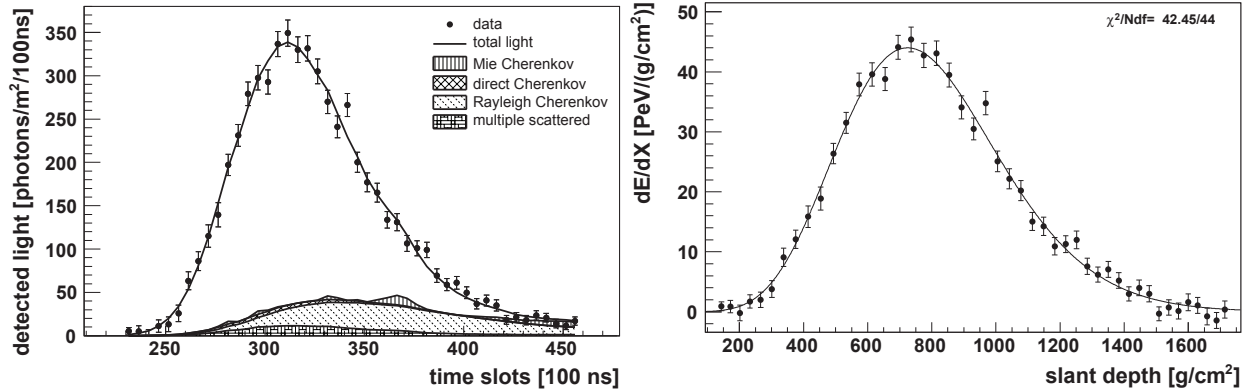 detected light [photons/m²/100ns]
350
300
250
200
150
100
50
0
data
total light
Mie Cherenkov
direct Cherenkov
Rayleigh Cherenkov
multiple scattered
250 300 350 400 450
time slots [100 ns]
dE/dX [PeV/(g/cm²)]
50
40
30
20
10
0
χ²/Ndf= 42.45/44
200 400 600 800 1000 1200 1400 1600
slant depth [g/cm²]